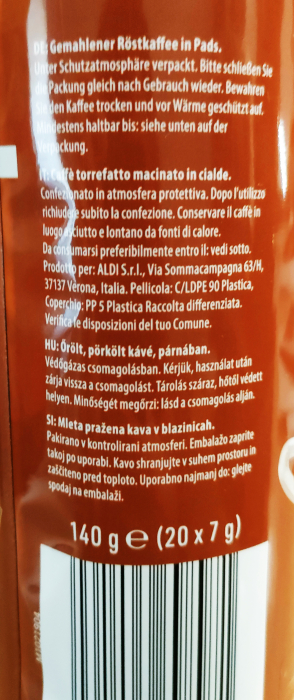 DE: Gemahlener Röstkaffee in Pads.
Unter Schutzatmosphäre verpackt. Bitte schließen Sie
die Packung gleich nach Gebrauch wieder. Bewahren
Sie den Kaffee trocken und vor Wärme geschützt auf.
Mindestens haltbar bis: siehe unten auf der
Verpackung.
IT: Caffè torrefatto macinato in cialde.
Confezionato in atmosfera protettiva. Dopo l'utilizzo
richiudere subito la confezione. Conservare il caffè in
luogo asciutto e lontano da fonti di calore.
Da consumarsi preferibilmente entro il: vedi sotto.
Prodotto per: ALDI S.r.l., Via Sommacampagna 63/H,
37137 Verona, Italia. Pellicola: C/LDPE 90 Plastica,
Coperchio: PP 5 Plastica Raccolta differenziata.
Verifica le disposizioni del tuo Comune.
HU: Őrölt, pörkölt kávé, párnában.
Védőgázas csomagolásban. Kérjük, használat után
zárja vissza a csomagolást. Tárolás száraz, hőtől védett
helyen. Minőségét megőrzi: lásd a csomagolás alján.
SI: Mleta pražena kava v blazinicah.
Pakirano v kontrolirani atmosferi. Embalažo zaprite
takoj po uporabi. Kavo shranjujte v suhem prostoru in
zaščiteno pred toploto. Uporabno najmanj do: glejte
spodaj na embalaži.
140 g e (20 x 7 g)